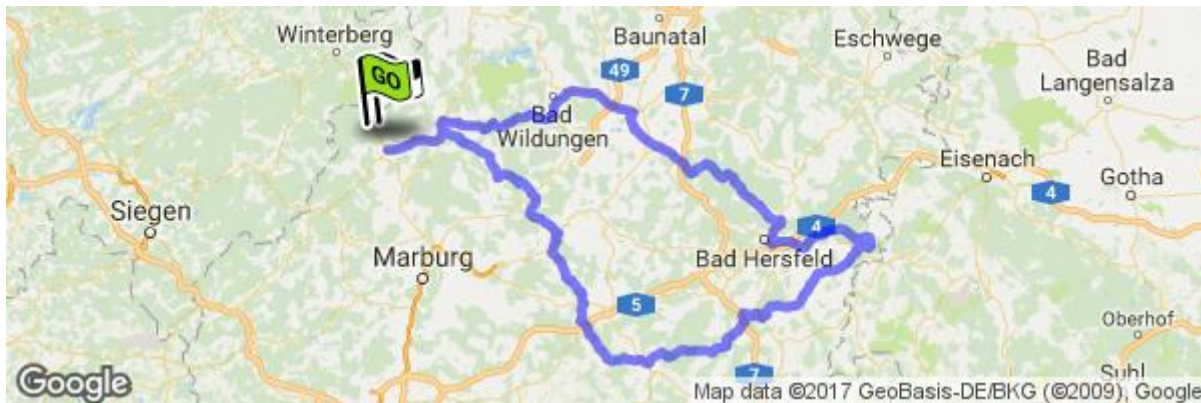 Winterberg
Baunatal
Eschwege
Bad
Langensalza
GO
49
7
Bad
Wildungen
Eisenach
4
Gotha
Siegen
4
Marburg
Bad Hersfeld
5
Oberhof
7
Suhl
Google
Map data ©2017 GeoBasis-DE/BKG (©2009), Google